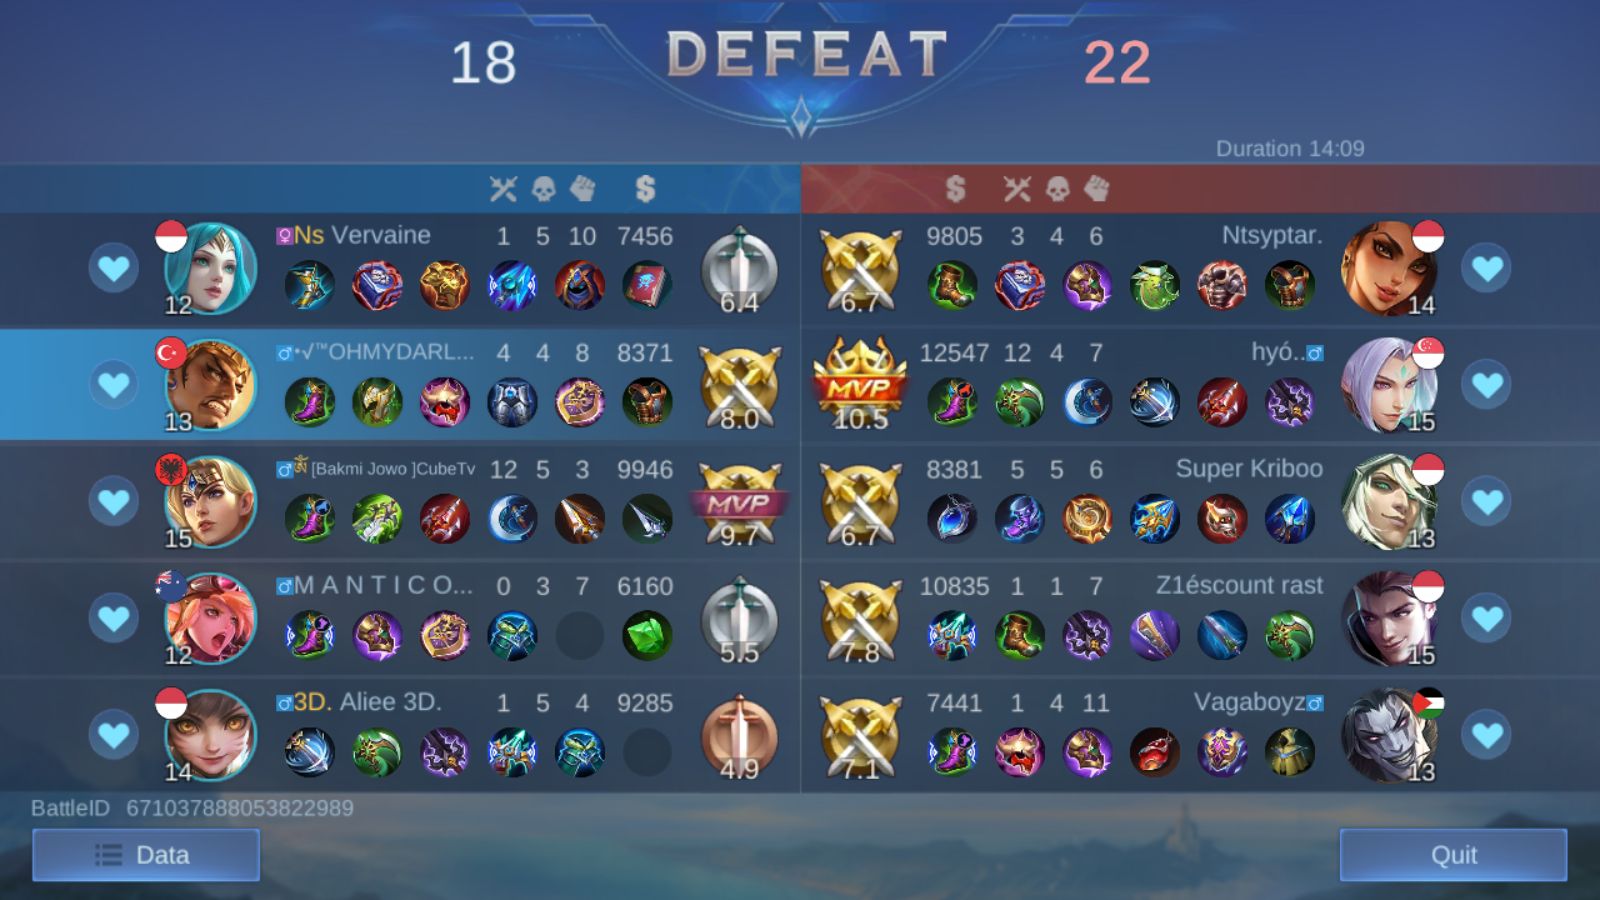 18 DEFEAT 22
Duration 14:09
Ns Vervaine 1 5 10 7456
12 6.4
9805 3 4 6 Ntsyptar.
6.7 14
•√™OHMYDARL... 4 4 8 8371
13 8.0
12547 12 4 7 hyó..
MVP
10.5 15
[Bakmi Jowo ]CubeTv 12 5 3 9946
MVP
15 9.7
8381 5 5 6 Super Kriboo
6.7 13
M A N T I C O... 0 3 7 6160
12 5.5
10835 1 1 7 Z1éscount rast
7.8 15
3D. Aliee 3D. 1 5 4 9285
14 4.9
7441 1 4 11 Vagaboyz
7.1 13
BattleID 671037888053822989
Data
Quit